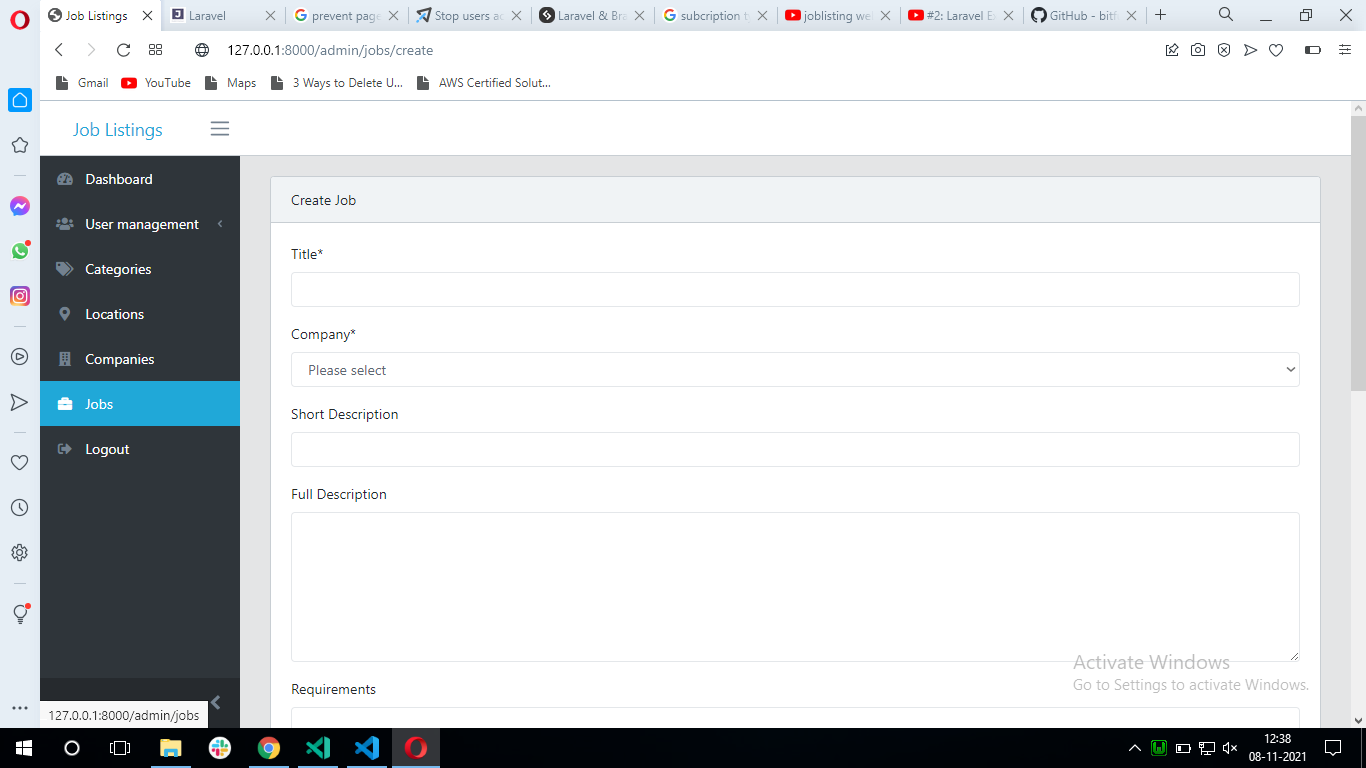 Job Listings
Laravel
prevent page
Stop users ac
Laravel & Bra
subcription t
joblisting we
#2: Laravel E
GitHub - bitf
127.0.0.1:8000/admin/jobs/create
Gmail
YouTube
Maps
3 Ways to Delete U...
AWS Certified Solut...
Job Listings
Dashboard
User management
Categories
Locations
Companies
Jobs
Logout
Create Job
Title*
Company*
Please select
Short Description
Full Description
Requirements
Activate Windows
Go to Settings to activate Windows.
127.0.0.1:8000/admin/jobs
12:38
08-11-2021